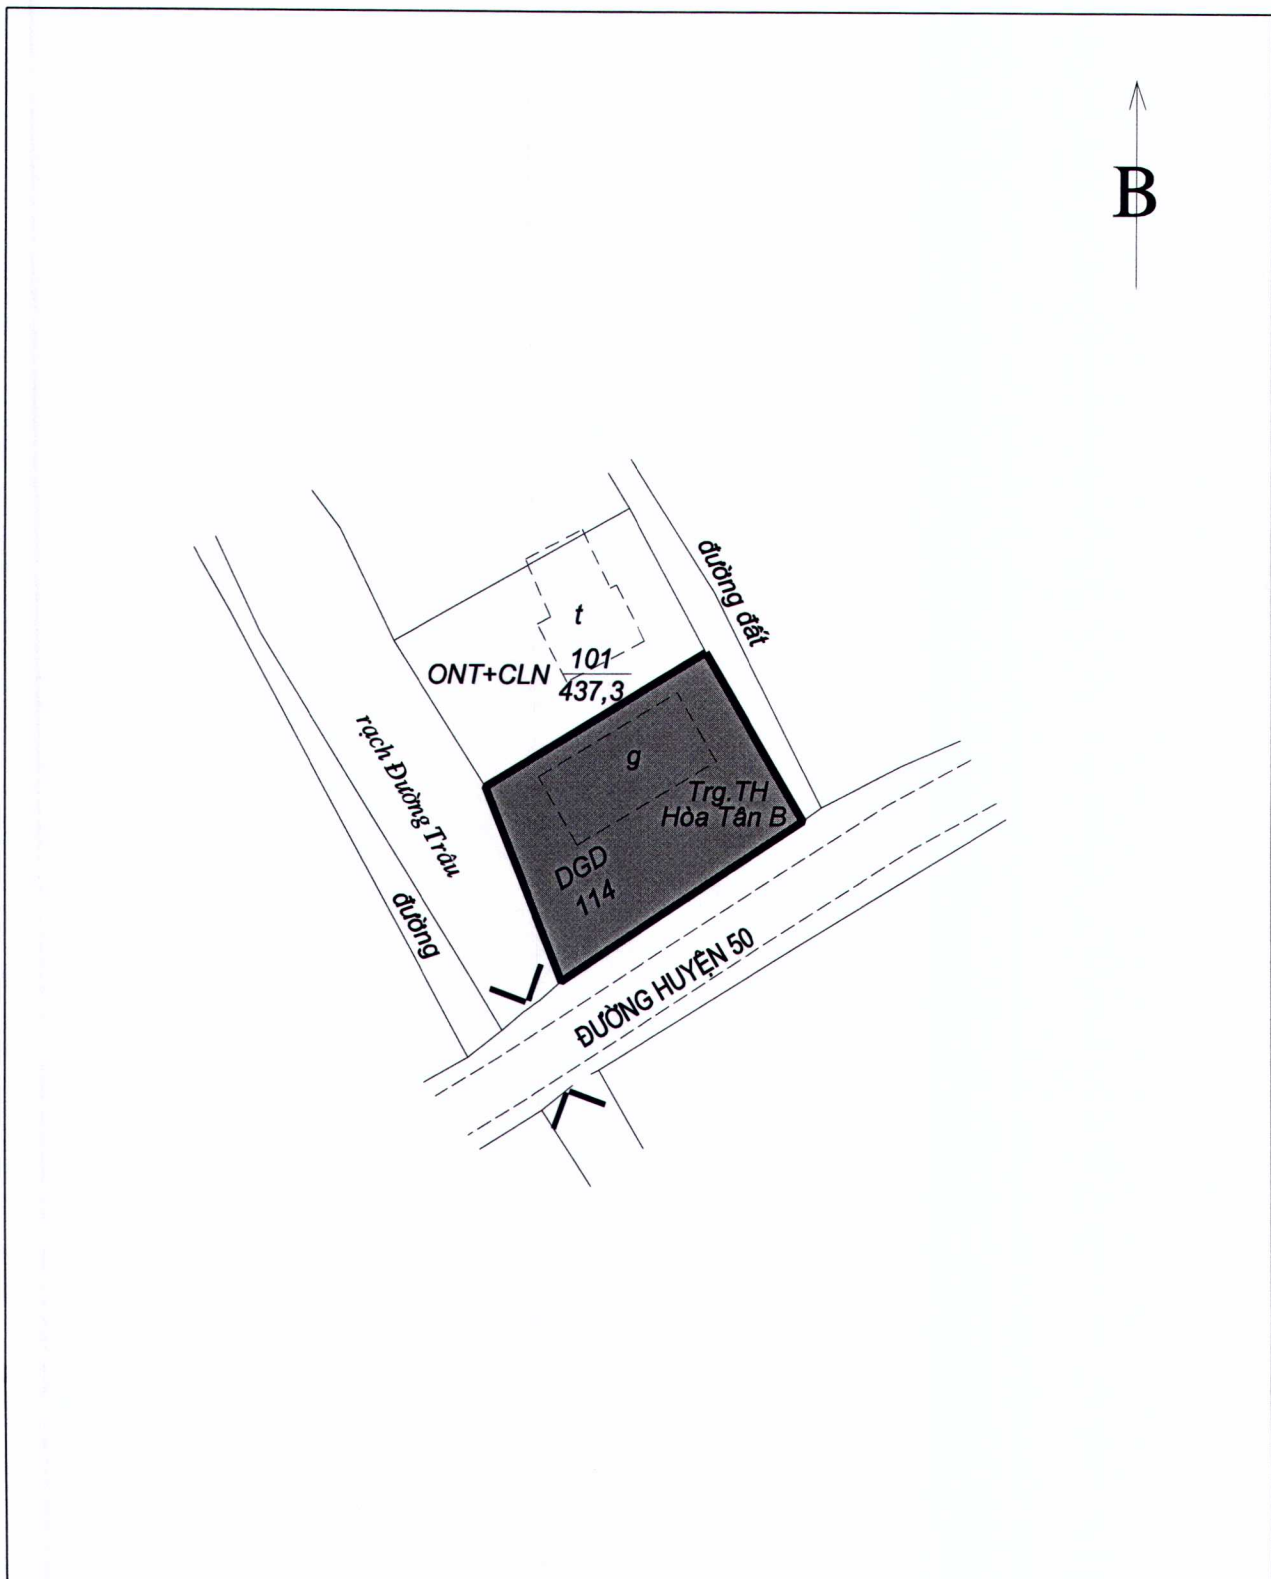 B
đường đất
t
ONT+CLN 101
437,3
rạch Đường Trâu
g
Trg.TH
Hòa Tân B
DGD
114
đường
ĐƯỜNG HUYỆN 50